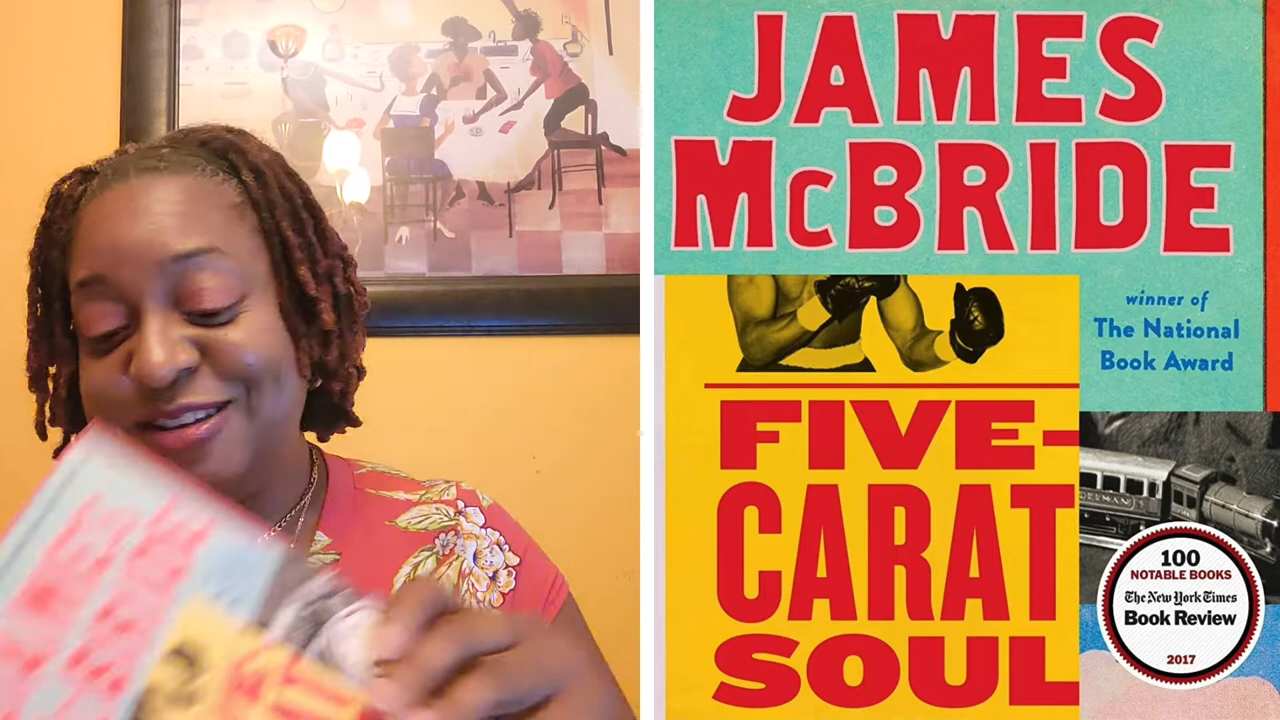 JAMES
McBRIDE
winner of
The National
Book Award
FIVE-
CARAT
SOUL
100
NOTABLE BOOKS
The New York Times
Book Review
2017